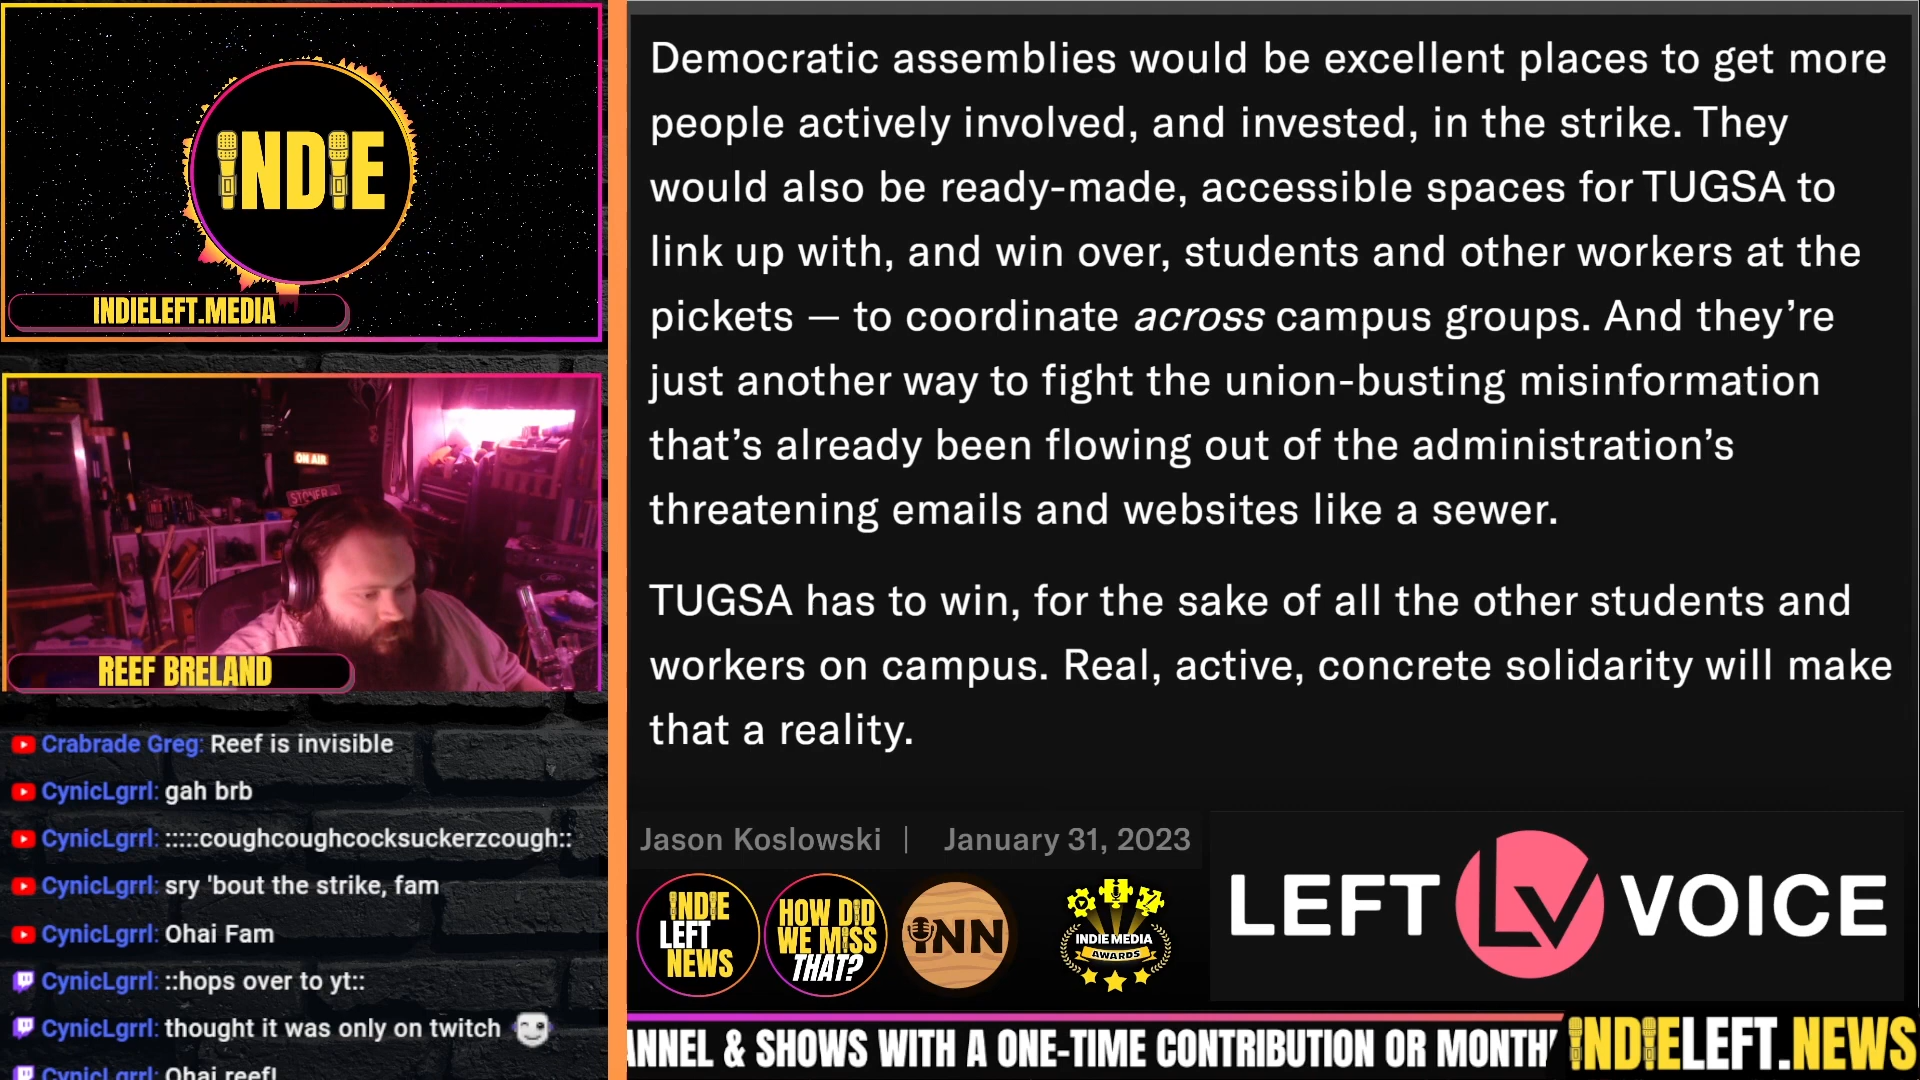 INDIE
INDIELEFT.MEDIA
ON AIR
STONER
REEF BRELAND
Crabrade Greg: Reef is invisible
CynicLgrrl: gah brb
CynicLgrrl: :::::coughcoughcocksuckerzcough::
CynicLgrrl: sry 'bout the strike, fam
CynicLgrrl: Ohai Fam
CynicLgrrl: ::hops over to yt::
CynicLgrrl: thought it was only on twitch
CynicLgrrl: Ohai reef!
Democratic assemblies would be excellent places to get more
people actively involved, and invested, in the strike. They
would also be ready-made, accessible spaces for TUGSA to
link up with, and win over, students and other workers at the
pickets — to coordinate across campus groups. And they’re
just another way to fight the union-busting misinformation
that’s already been flowing out of the administration’s
threatening emails and websites like a sewer.
TUGSA has to win, for the sake of all the other students and
workers on campus. Real, active, concrete solidarity will make
that a reality.
Jason Koslowski | January 31, 2023
INDIE
LEFT
NEWS
HOW DID
WE MISS
THAT?
INN
INDIE MEDIA
AWARDS
LEFT LV VOICE
ANNEL & SHOWS WITH A ONE-TIME CONTRIBUTION OR MONTH
INDIELEFT.NEWS